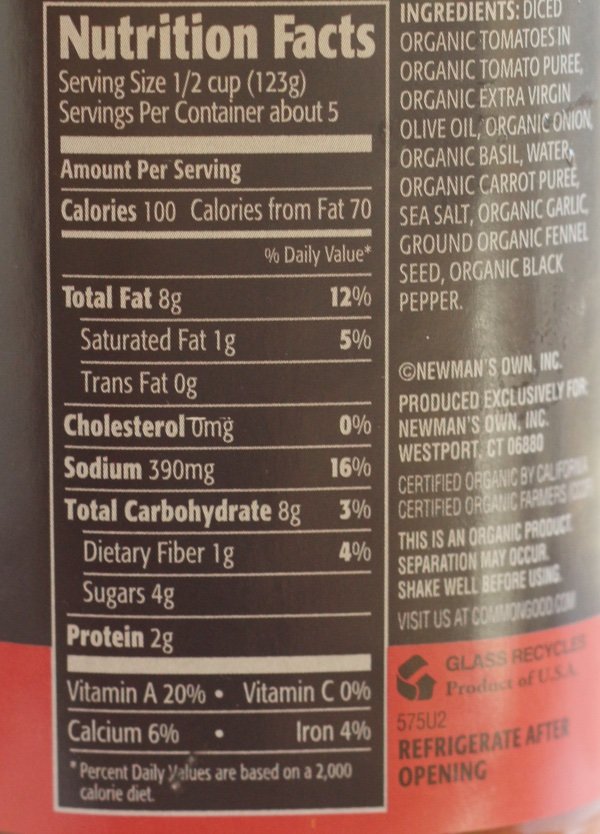 Nutrition Facts
Serving Size 1/2 cup (123g)
Servings Per Container about 5
Amount Per Serving
Calories 100 Calories from Fat 70
% Daily Value*
Total Fat 8g 12%
Saturated Fat 1g 5%
Trans Fat 0g
Cholesterol 0mg 0%
Sodium 390mg 16%
Total Carbohydrate 8g 3%
Dietary Fiber 1g 4%
Sugars 4g
Protein 2g
Vitamin A 20% • Vitamin C 0%
Calcium 6% • Iron 4%
*Percent Daily Values are based on a 2,000
calorie diet.
INGREDIENTS: DICED
ORGANIC TOMATOES IN
ORGANIC TOMATO PUREE,
ORGANIC EXTRA VIRGIN
OLIVE OIL, ORGANIC ONION,
ORGANIC BASIL, WATER,
ORGANIC CARROT PUREE,
SEA SALT, ORGANIC GARLIC,
GROUND ORGANIC FENNEL
SEED, ORGANIC BLACK
PEPPER.
©NEWMAN'S OWN, INC.
PRODUCED EXCLUSIVELY FOR
NEWMAN'S OWN, INC.
WESTPORT, CT 06880
CERTIFIED ORGANIC BY CALIFORNIA
CERTIFIED ORGANIC FARMERS
THIS IS AN ORGANIC PRODUCT
SEPARATION MAY OCCUR.
SHAKE WELL BEFORE USING.
VISIT US AT COMMONGOOD.COM
GLASS RECYCLES
Product of U.S.A.
575U2
REFRIGERATE AFTER
OPENING